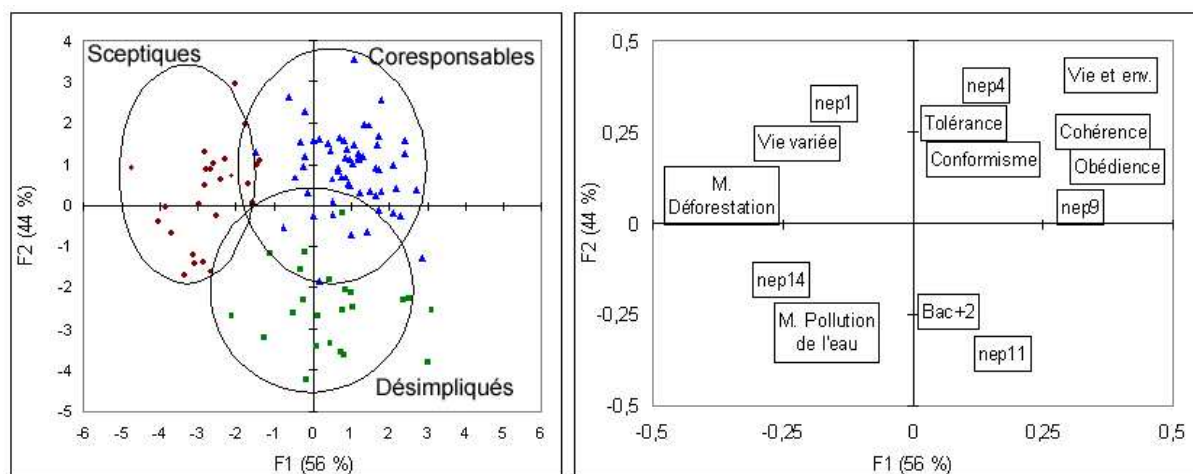 Sceptiques
Coresponsables
Désimpliqués
4
3
2
1
0
-1
-2
-3
-4
-5
-6 -5 -4 -3 -2 -1 0 1 2 3 4 5 6
F1 (56 %)
F2 (44 %)
0,5
0,25
0
-0,25
-0,5
nep1
nep4
Vie et env.
Vie variée
Tolérance
Cohérence
Conformisme
Obédience
M.
Déforestation
nep9
nep14
M. Pollution
de l'eau
Bac+2
nep11
-0,5 -0,25 0 0,25 0,5
F1 (56 %)
F2 (44 %)